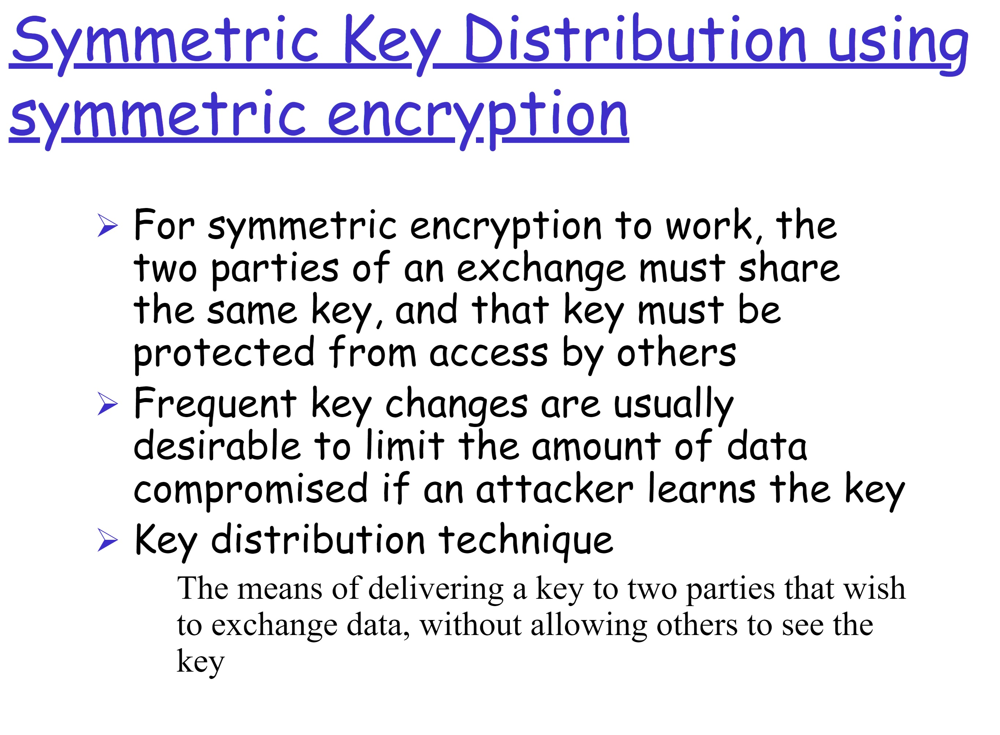 Symmetric Key Distribution using
symmetric encryption
For symmetric encryption to work, the
two parties of an exchange must share
the same key, and that key must be
protected from access by others
Frequent key changes are usually
desirable to limit the amount of data
compromised if an attacker learns the key
Key distribution technique
The means of delivering a key to two parties that wish
to exchange data, without allowing others to see the
key